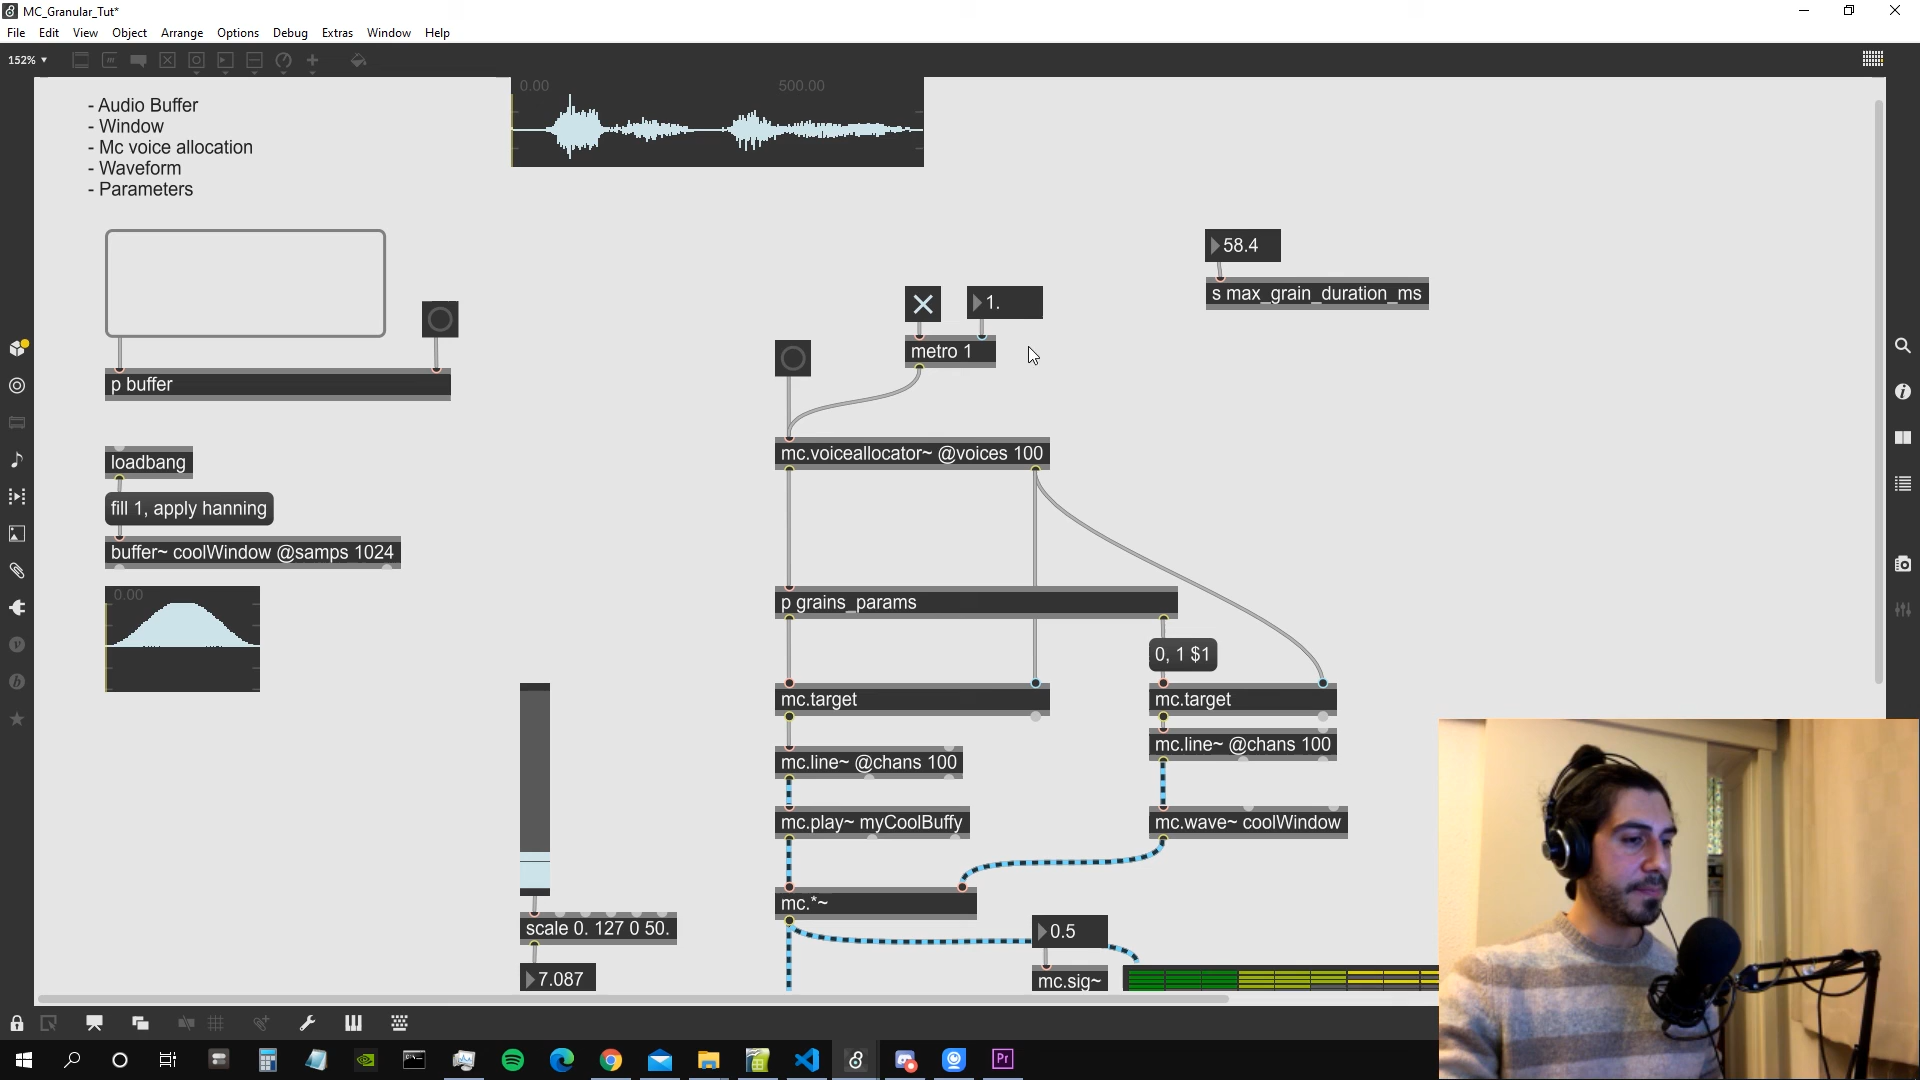 MC_Granular_Tut*
File Edit View Object Arrange Options Debug Extras Window Help
152%
- Audio Buffer
- Window
- Mc voice allocation
- Waveform
- Parameters
0.00 500.00
58.4
s max_grain_duration_ms
1.
metro 1
p buffer
mc.voiceallocator~ @voices 100
loadbang
fill 1, apply hanning
buffer~ coolWindow @samps 1024
0.00
p grains_params
0, 1 $1
mc.target
mc.target
mc.line~ @chans 100
mc.line~ @chans 100
mc.play~ myCoolBuffy
mc.wave~ coolWindow
mc.*~
scale 0. 127 0 50.
0.5
7.087
mc.sig~
Pr